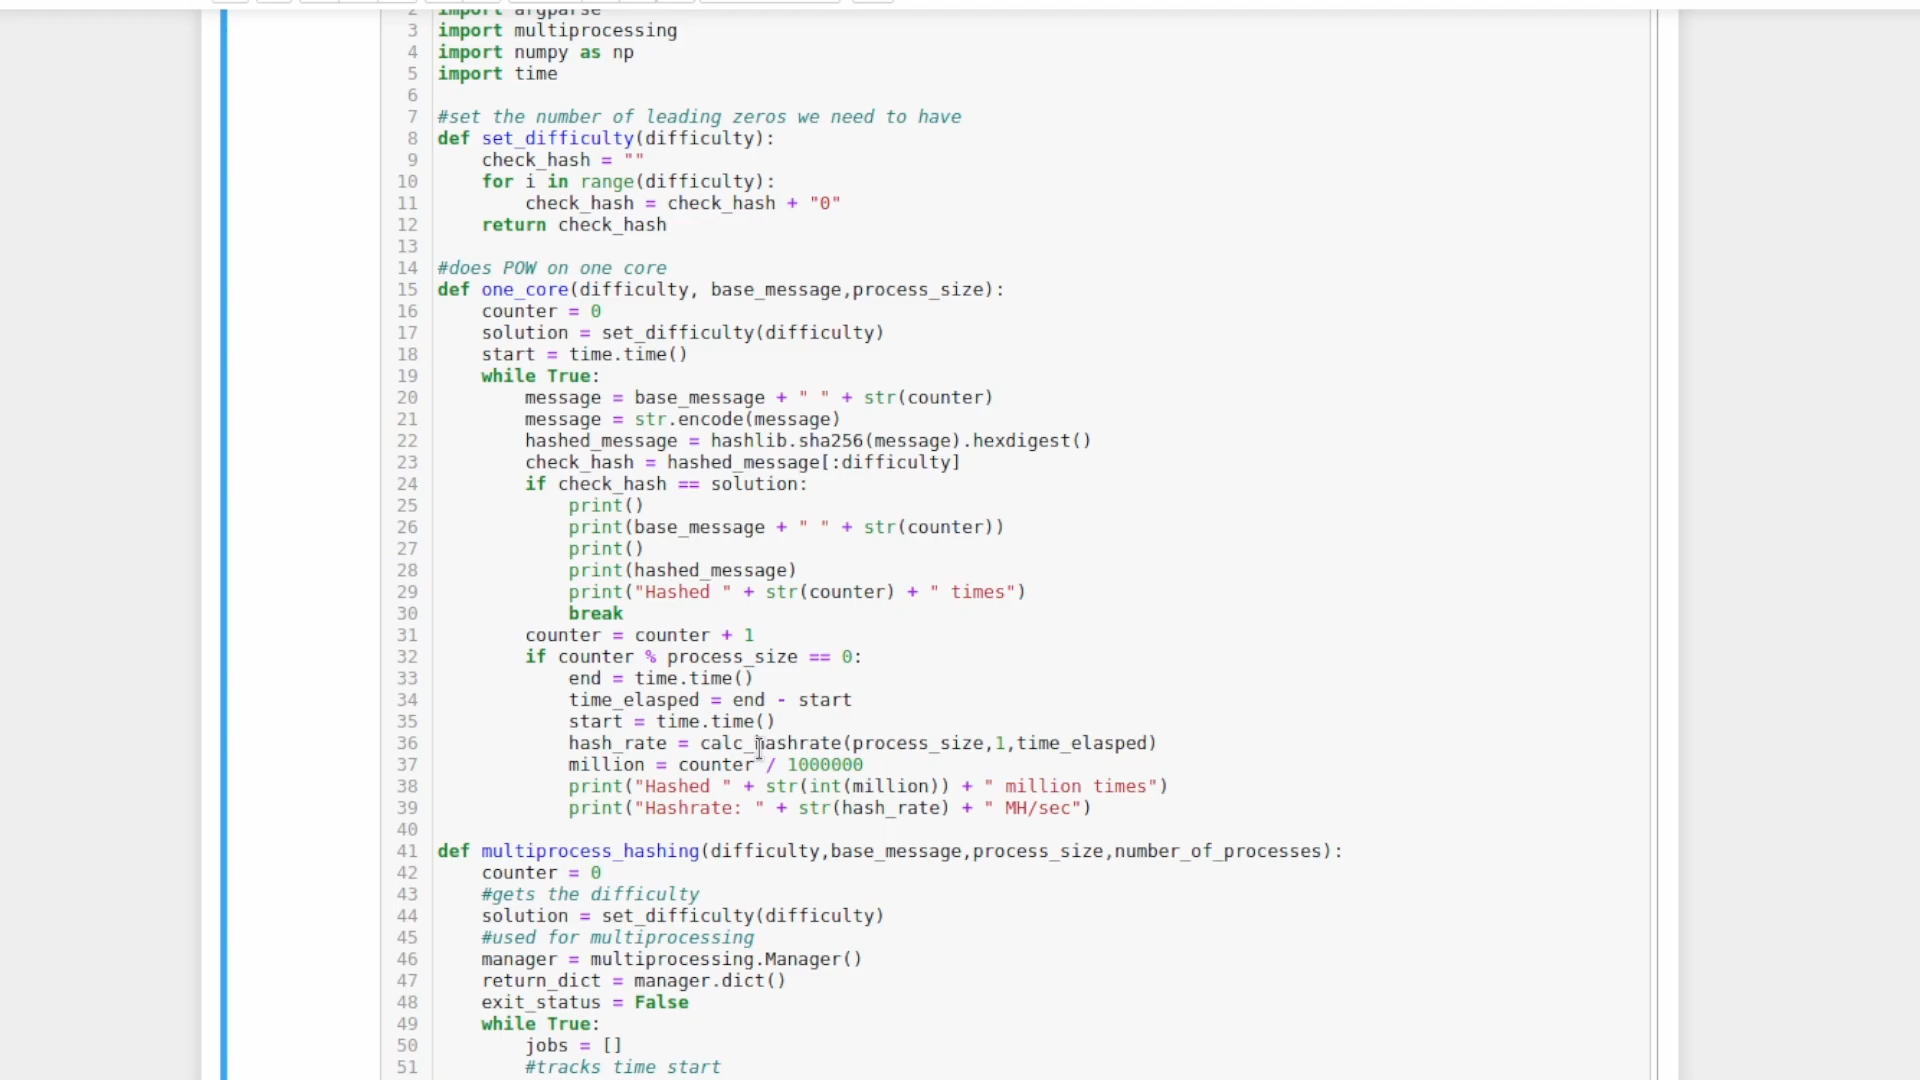 2 import argparse
3 import multiprocessing
4 import numpy as np
5 import time
6
7 #set the number of leading zeros we need to have
8 def set_difficulty(difficulty):
9     check_hash = ""
10     for i in range(difficulty):
11         check_hash = check_hash + "0"
12     return check_hash
13
14 #does POW on one core
15 def one_core(difficulty, base_message,process_size):
16     counter = 0
17     solution = set_difficulty(difficulty)
18     start = time.time()
19     while True:
20         message = base_message + " " + str(counter)
21         message = str.encode(message)
22         hashed_message = hashlib.sha256(message).hexdigest()
23         check_hash = hashed_message[:difficulty]
24         if check_hash == solution:
25             print()
26             print(base_message + " " + str(counter))
27             print()
28             print(hashed_message)
29             print("Hashed " + str(counter) + " times")
30             break
31         counter = counter + 1
32         if counter % process_size == 0:
33             end = time.time()
34             time_elasped = end - start
35             start = time.time()
36             hash_rate = calc_hashrate(process_size,1,time_elasped)
37             million = counter / 1000000
38             print("Hashed " + str(int(million)) + " million times")
39             print("Hashrate: " + str(hash_rate) + " MH/sec")
40
41 def multiprocess_hashing(difficulty,base_message,process_size,number_of_processes):
42     counter = 0
43     #gets the difficulty
44     solution = set_difficulty(difficulty)
45     #used for multiprocessing
46     manager = multiprocessing.Manager()
47     return_dict = manager.dict()
48     exit_status = False
49     while True:
50         jobs = []
51         #tracks time start